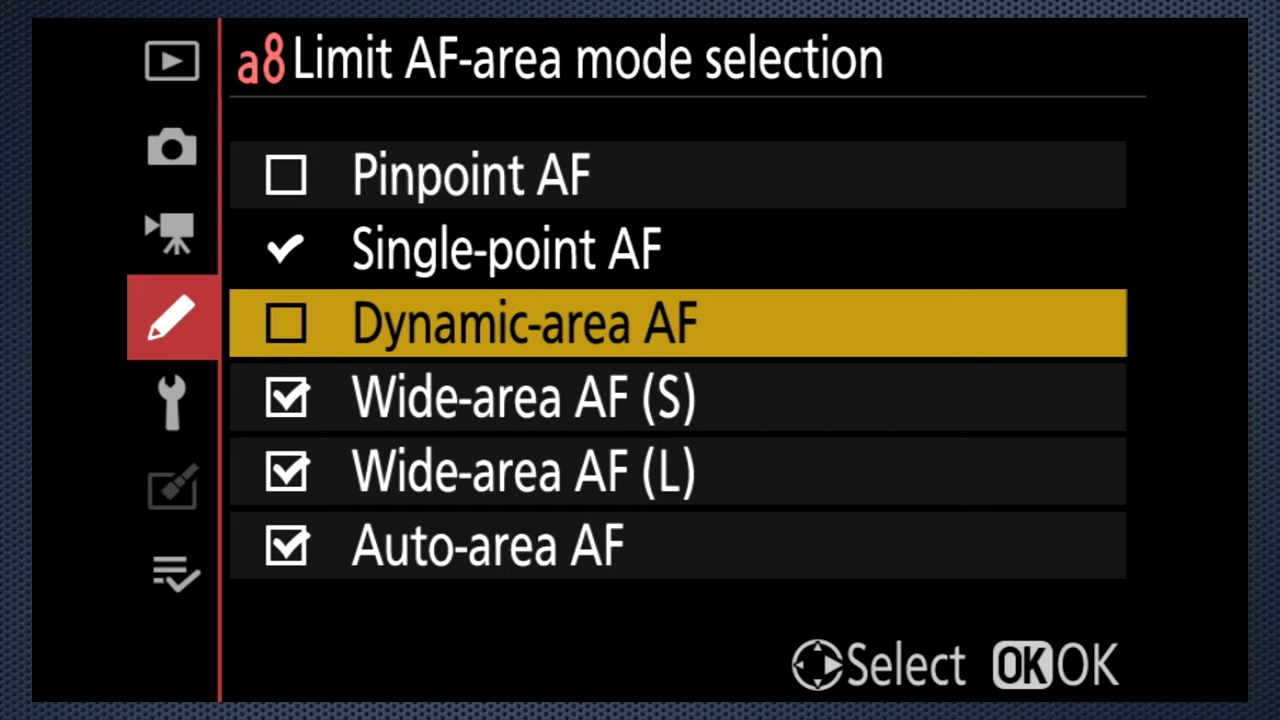 a8 Limit AF-area mode selection
Pinpoint AF
Single-point AF
Dynamic-area AF
Wide-area AF (S)
Wide-area AF (L)
Auto-area AF
Select OK OK